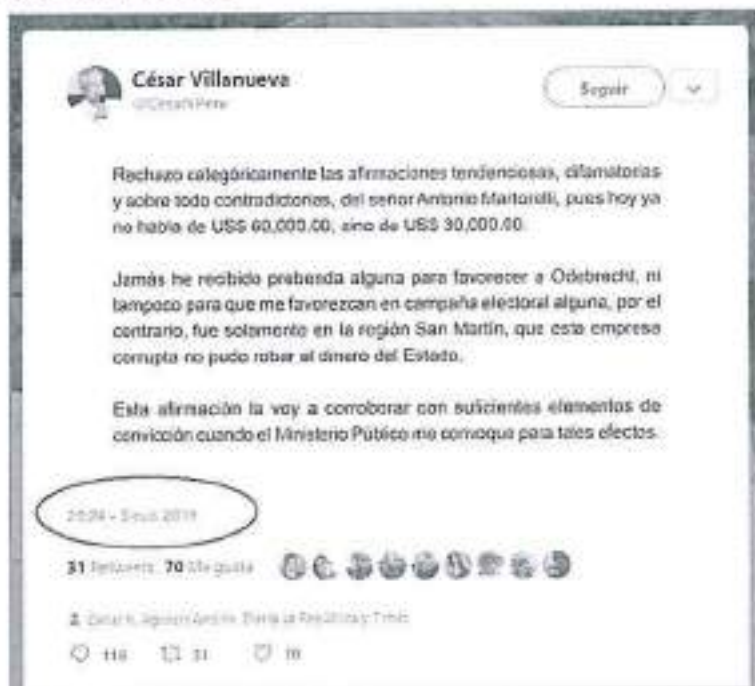 César Villanueva
Seguir
Rechazo categóricamente las afirmaciones tendenciosas, difamatorias
y sobre todo contradictorias, del señor Antonio Martorelli, pues hoy ya
no habla de US$ 60,000.00, sino de US$ 30,000.00.
Jamás he recibido prebenda alguna para favorecer a Odebrecht, ni
tampoco para que me favorezcan en campaña electoral alguna, por el
contrario, fue solamente en la región San Martín, que esta empresa
corrupta no pudo robar el dinero del Estado.
Esta afirmación la voy a corroborar con suficientes elementos de
convicción cuando el Ministerio Público me convoque para tales efectos.
2019
31 Retweets 70 Me gusta
118 31